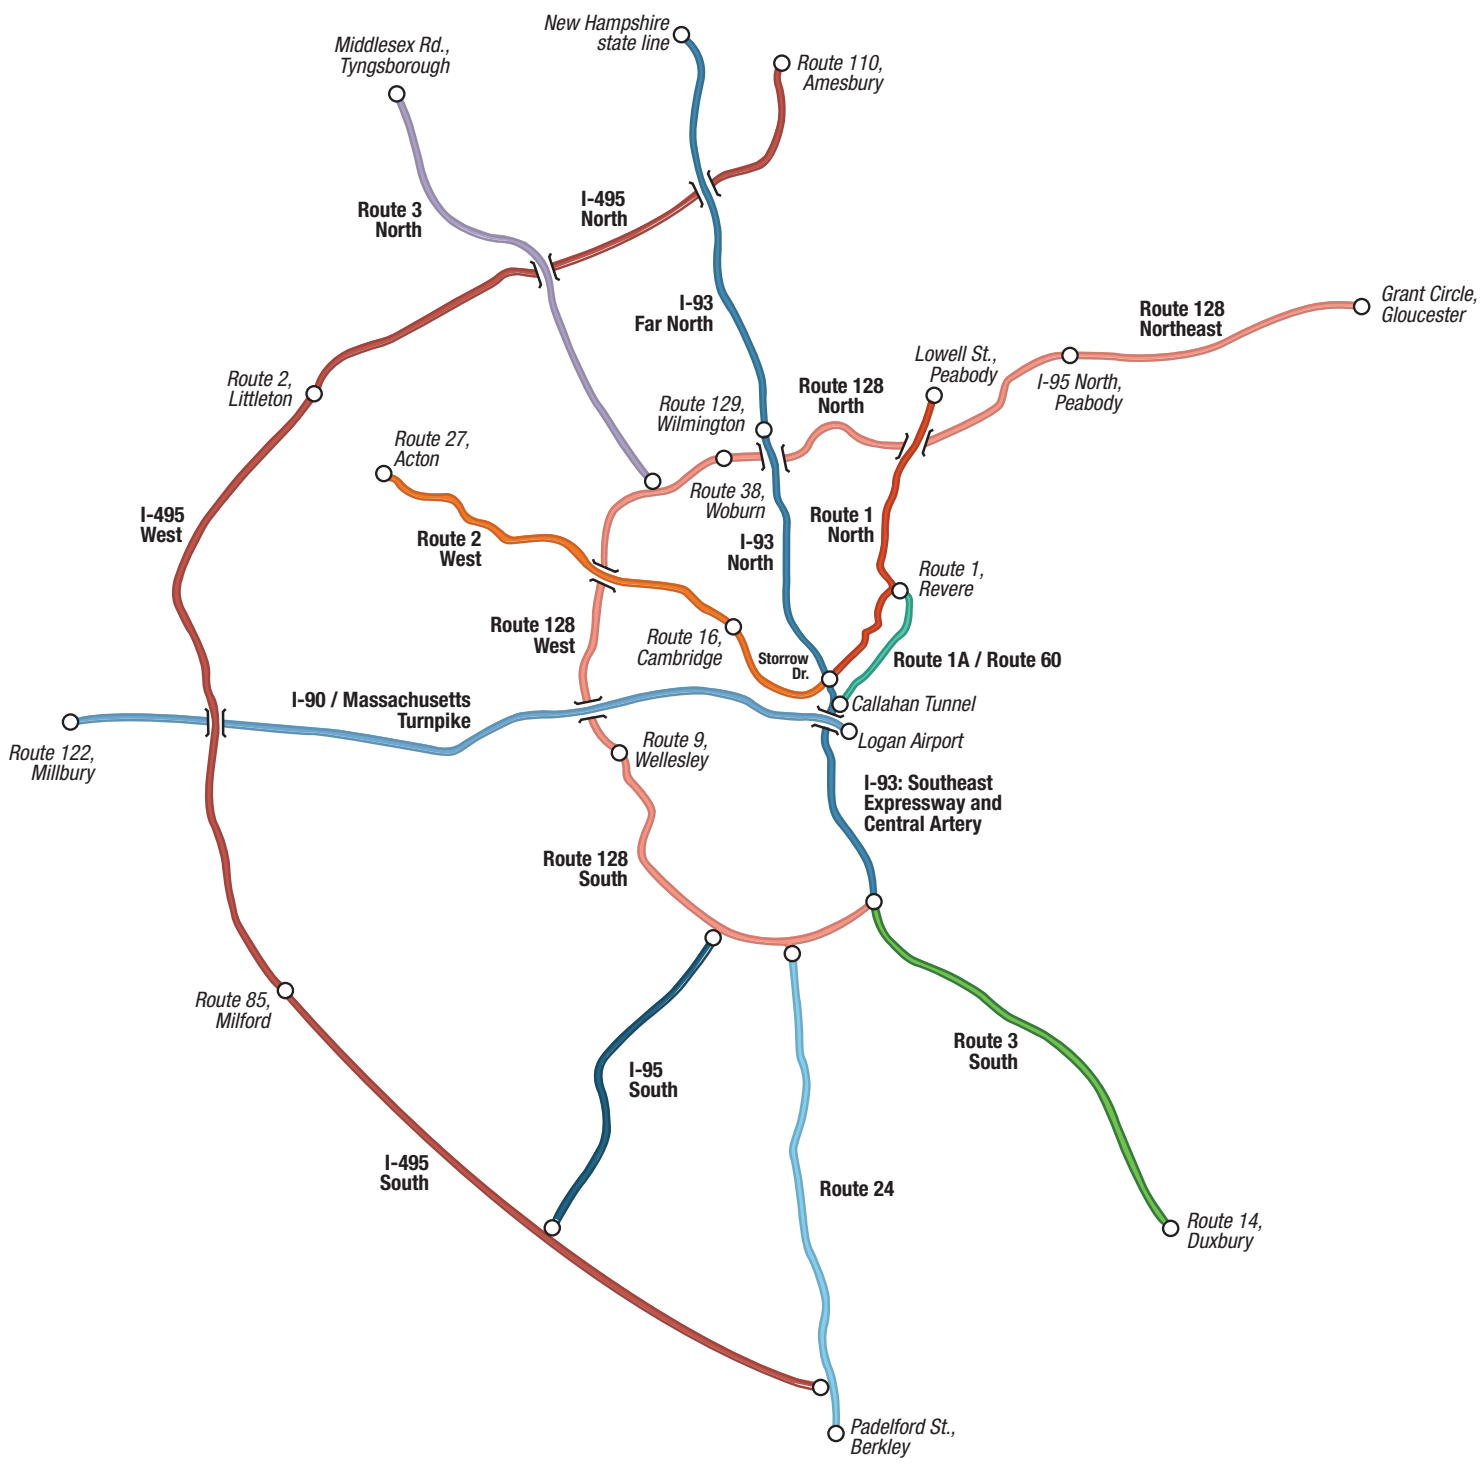 New Hampshire
state line
Middlesex Rd.,
Tyngsborough
Route 110,
Amesbury
Route 3
North
I-495
North
I-93
Far North
Route 128
Northeast
Grant Circle,
Gloucester
Lowell St.,
Peabody
I-95 North,
Peabody
Route 2,
Littleton
Route 128
North
Route 129,
Wilmington
Route 27,
Acton
Route 38,
Woburn
I-495
West
Route 2
West
I-93
North
Route 1
North
Route 1,
Revere
Route 128
West
Route 16,
Cambridge
Storrow
Dr.
Route 1A / Route 60
I-90 / Massachusetts
Turnpike
Callahan Tunnel
Logan Airport
Route 122,
Millbury
Route 9,
Wellesley
I-93: Southeast
Expressway and
Central Artery
Route 128
South
Route 85,
Milford
I-95
South
Route 3
South
I-495
South
Route 24
Route 14,
Duxbury
Padelford St.,
Berkley